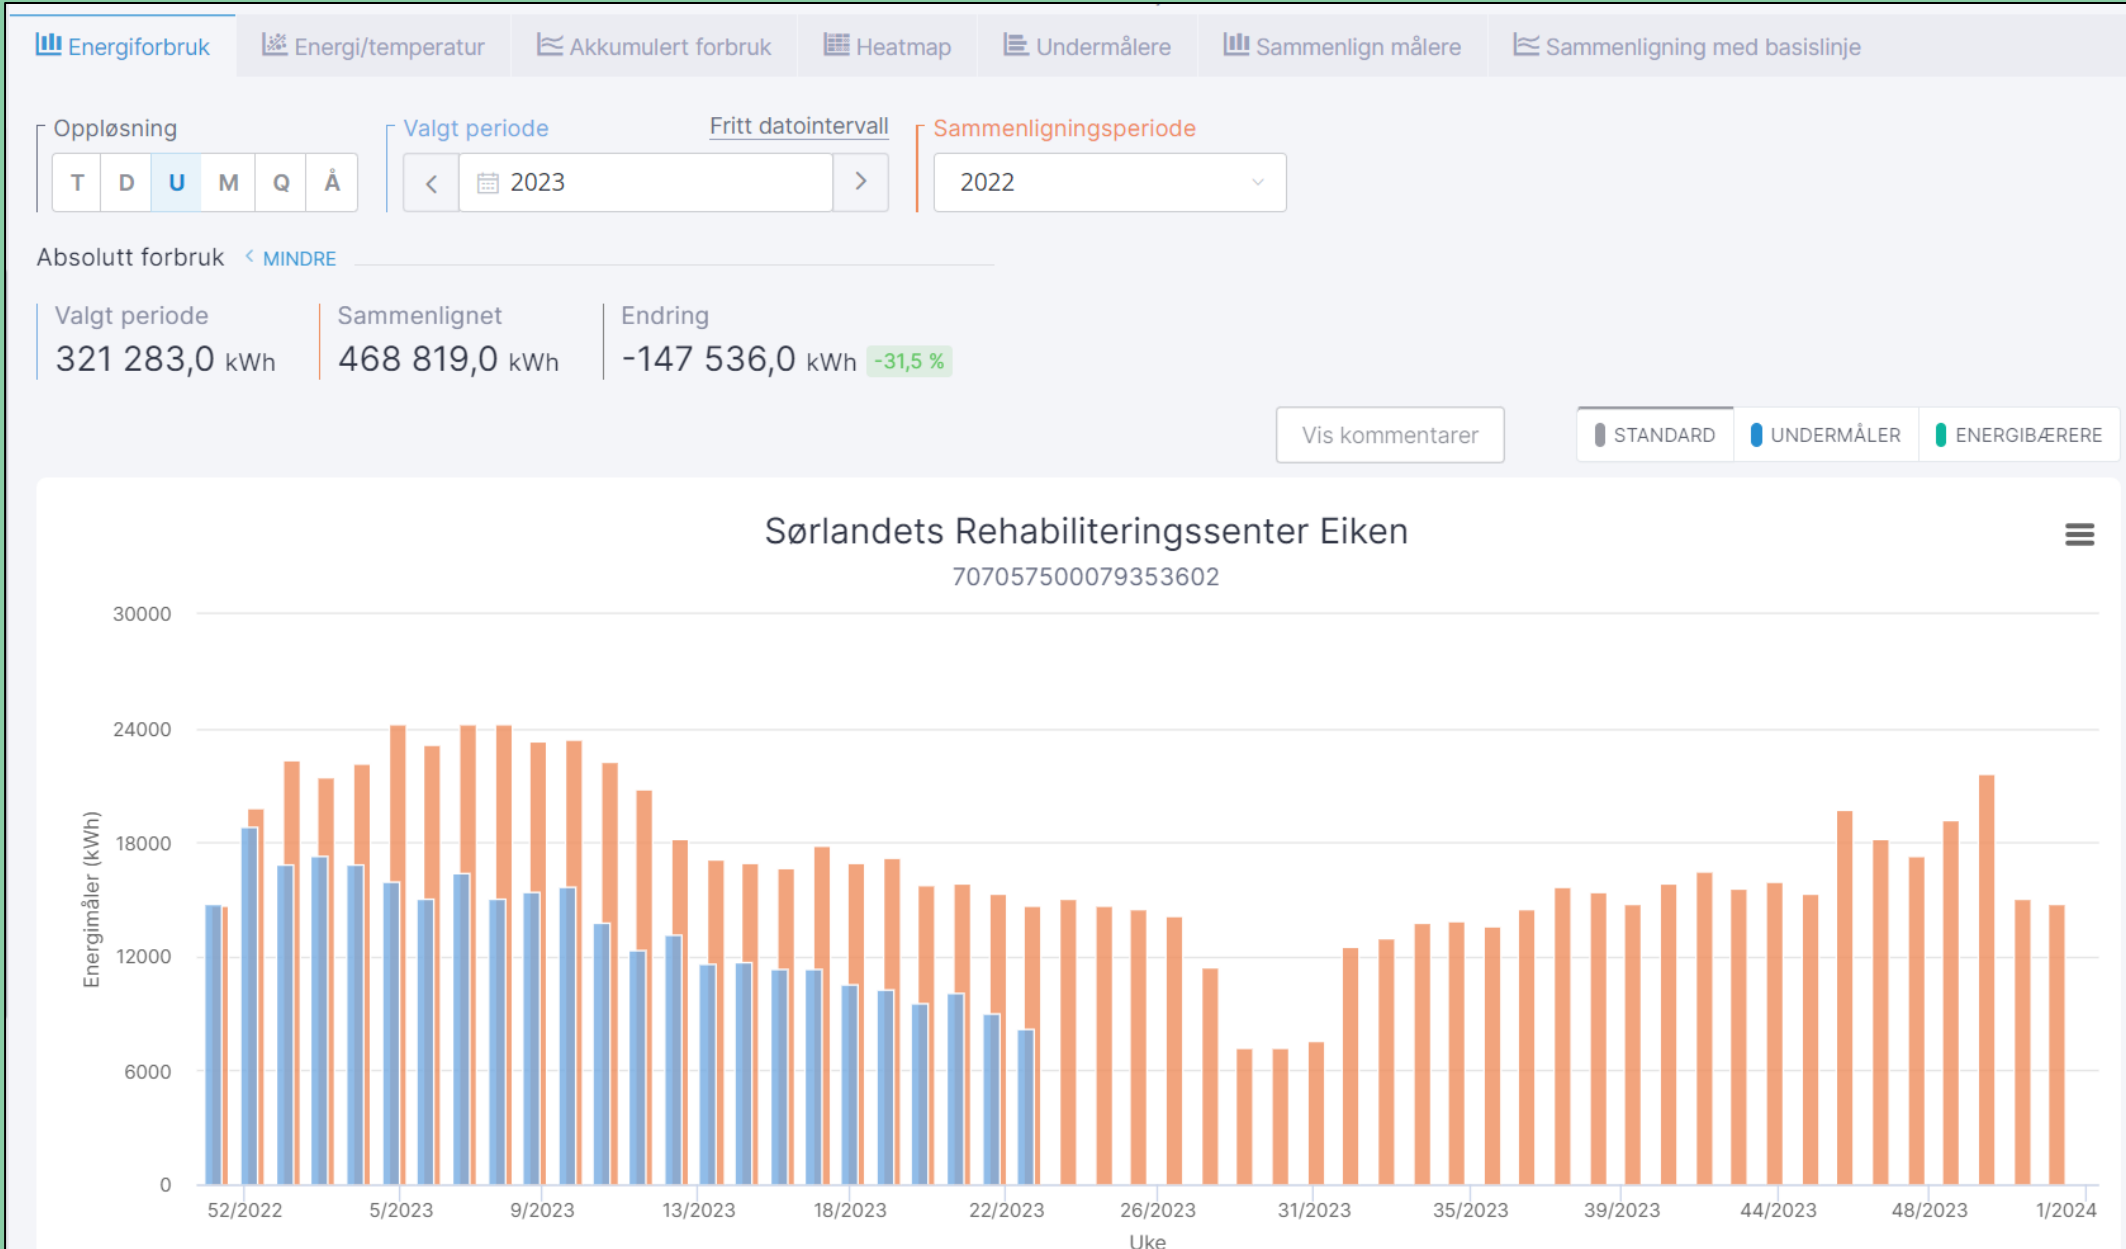 Energiforbruk Energi/temperatur Akkumulert forbruk Heatmap Undermålere Sammenlign målere Sammenligning med basislinje
Oppløsning Valgt periode Fritt datointervall Sammenligningsperiode
T D U M Q Å 2023 2022
Absolutt forbruk MINDRE
Valgt periode Sammenlignet Endring
321 283,0 kWh 468 819,0 kWh -147 536,0 kWh -31,5 %
Vis kommentarer STANDARD UNDERMÅLER ENERGIBÆRERE
Sørlandets Rehabiliteringssenter Eiken
707057500079353602
30000
24000
18000
12000
6000
0
Energimåler (kWh)
52/2022 5/2023 9/2023 13/2023 18/2023 22/2023 26/2023 31/2023 35/2023 39/2023 44/2023 48/2023 1/2024
Uke